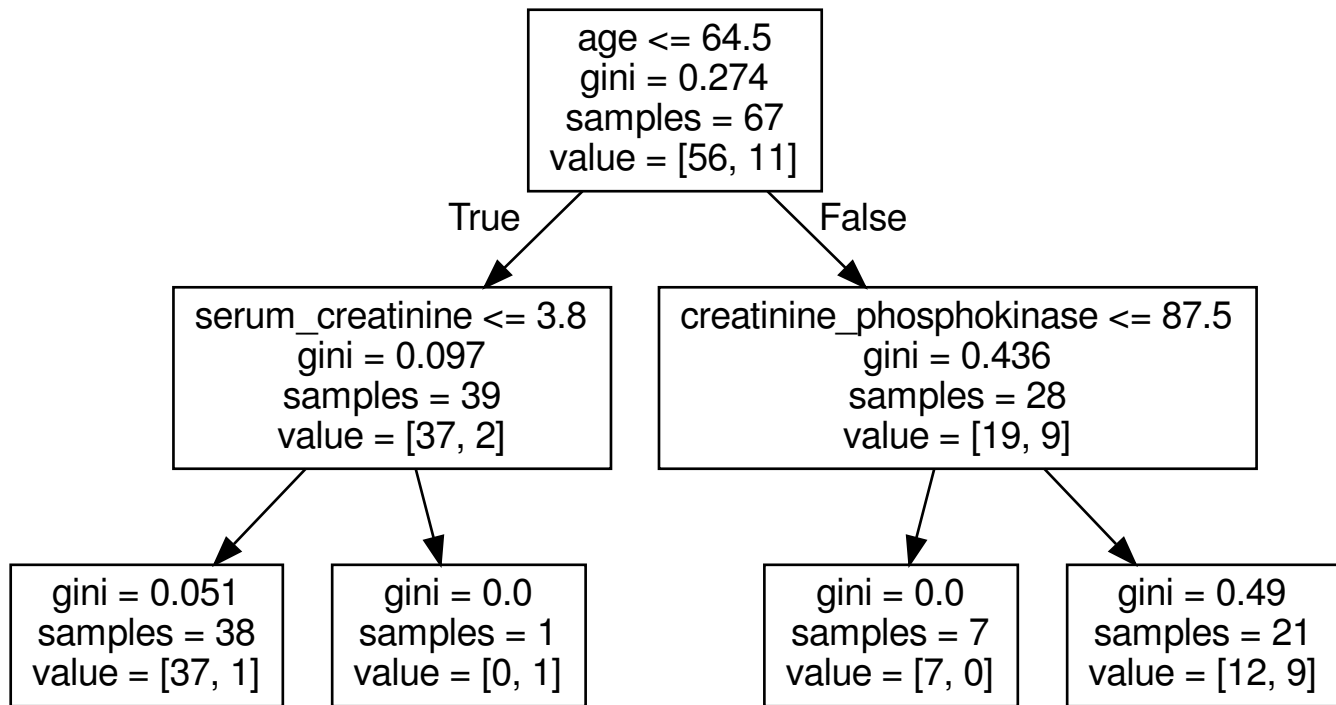 age <= 64.5
gini = 0.274
samples = 67
value = [56, 11]
True
False
serum_creatinine <= 3.8
gini = 0.097
samples = 39
value = [37, 2]
creatinine_phosphokinase <= 87.5
gini = 0.436
samples = 28
value = [19, 9]
gini = 0.051
samples = 38
value = [37, 1]
gini = 0.0
samples = 1
value = [0, 1]
gini = 0.0
samples = 7
value = [7, 0]
gini = 0.49
samples = 21
value = [12, 9]